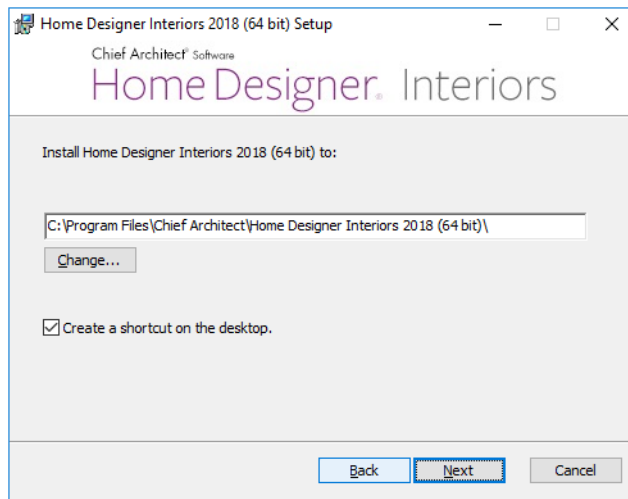 Home Designer Interiors 2018 (64 bit) Setup
Chief Architect® Software
Home Designer® Interiors
Install Home Designer Interiors 2018 (64 bit) to:
C:\Program Files\Chief Architect\Home Designer Interiors 2018 (64 bit)\
Change...
Create a shortcut on the desktop.
Back Next Cancel